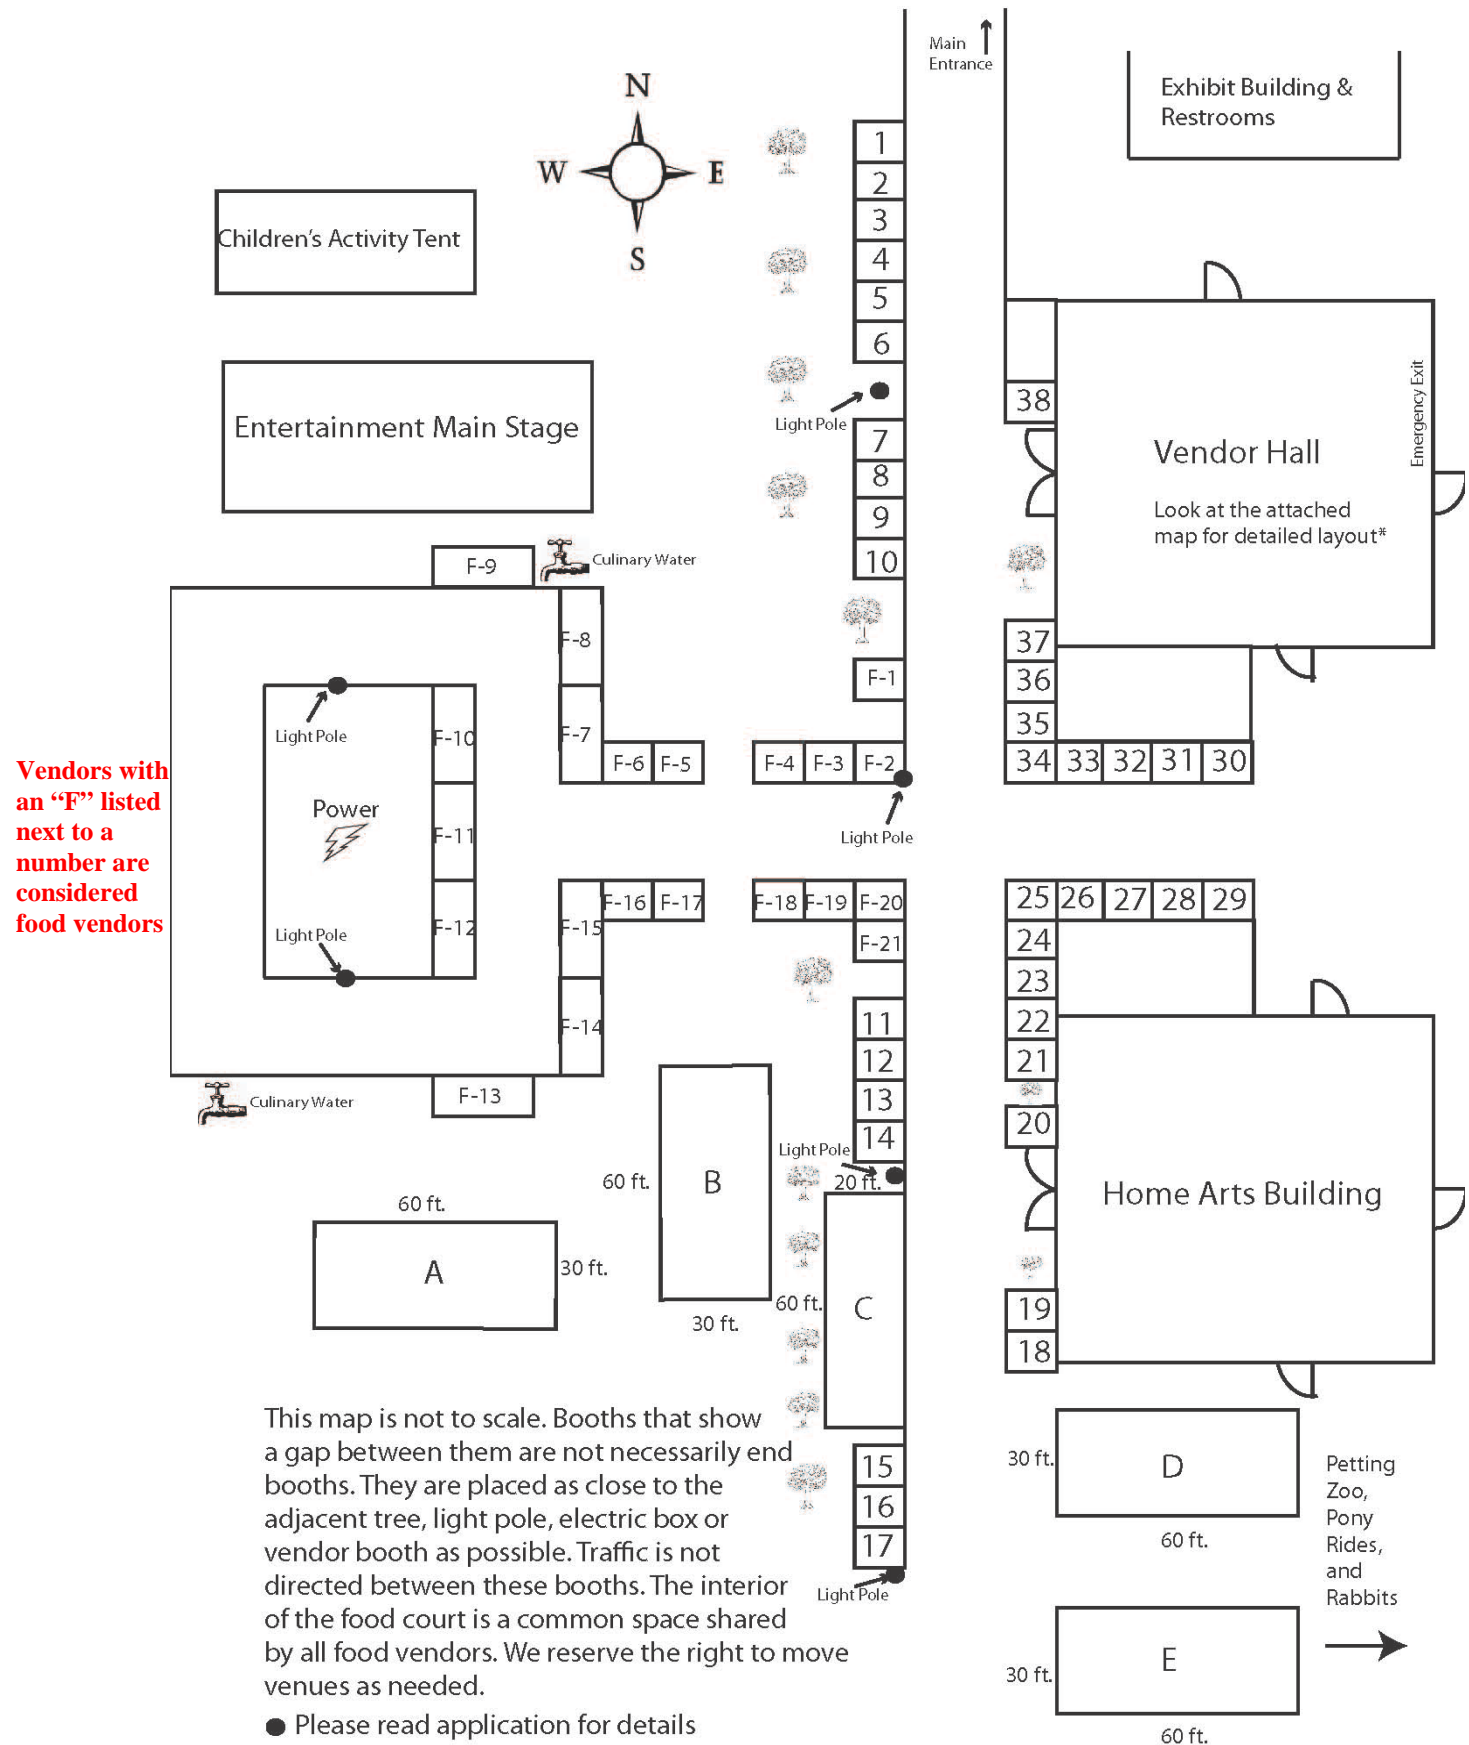 Main
Entrance
Exhibit Building &
Restrooms
N
W
E
S
1
2
3
4
5
6
Children's Activity Tent
Light Pole
38
Entertainment Main Stage
7
8
9
10
Vendor Hall
Look at the attached
map for detailed layout*
Emergency Exit
F-9
Culinary Water
F-8
F-1
37
36
35
Light Pole
F-10
F-7
F-6
F-5
F-4
F-3
F-2
34
33
32
31
30
Vendors with
an “F” listed
next to a
number are
considered
food vendors
Power
F-11
Light Pole
F-12
Light Pole
F-15
F-16
F-17
F-18
F-19
F-20
F-21
25
26
27
28
29
24
23
22
21
20
F-14
11
12
13
14
Culinary Water
F-13
Light Pole
60 ft.
B
20 ft.
Home Arts Building
60 ft.
A
30 ft.
30 ft.
60 ft.
C
19
18
This map is not to scale. Booths that show
a gap between them are not necessarily end
booths. They are placed as close to the
adjacent tree, light pole, electric box or
vendor booth as possible. Traffic is not
directed between these booths. The interior
of the food court is a common space shared
by all food vendors. We reserve the right to move
venues as needed.
Please read application for details
15
16
17
Light Pole
30 ft.
D
60 ft.
Petting
Zoo,
Pony
Rides,
and
Rabbits
30 ft.
E
60 ft.